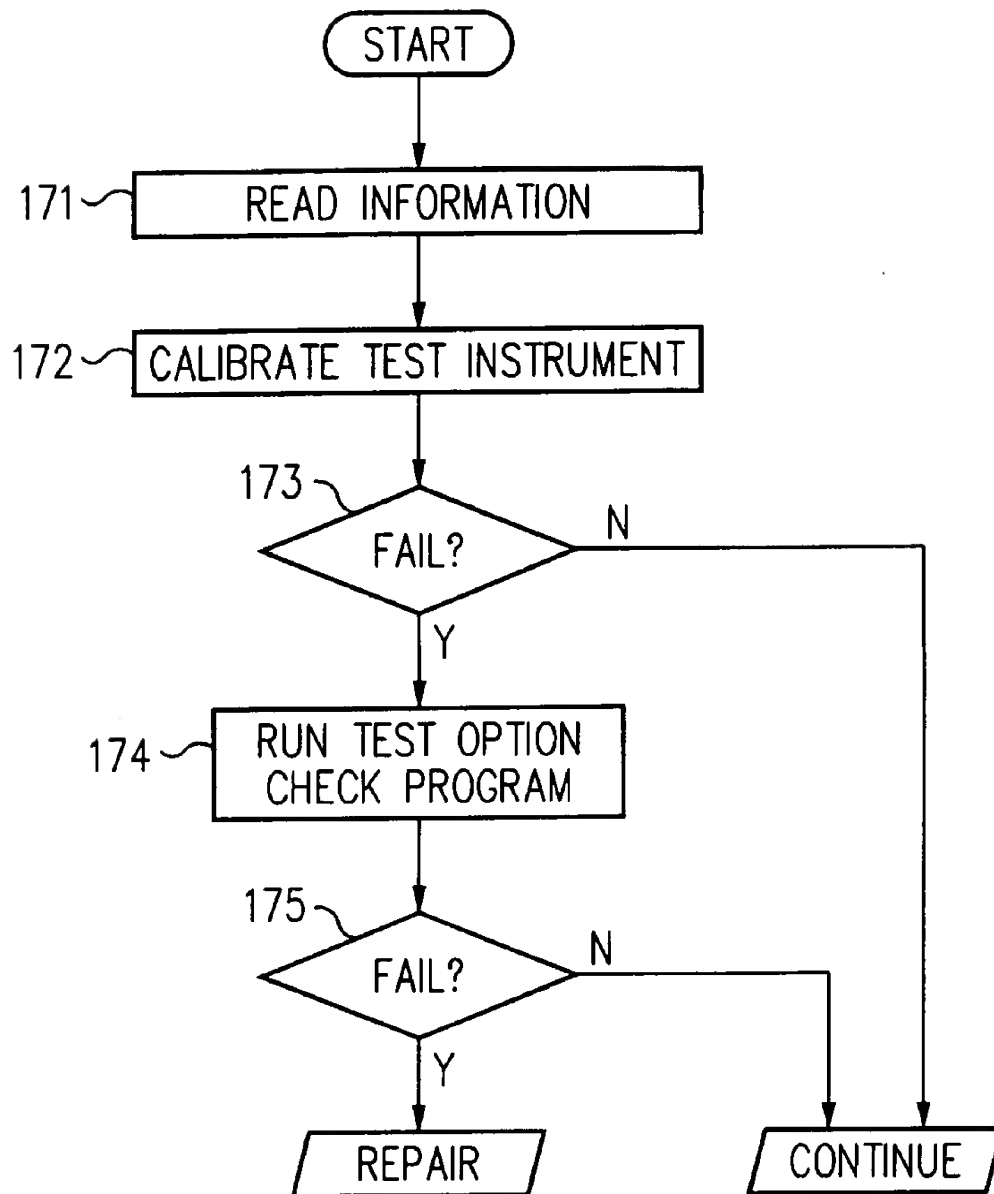 START
171
READ INFORMATION
172
CALIBRATE TEST INSTRUMENT
173
FAIL?
N
Y
174
RUN TEST OPTION
CHECK PROGRAM
175
FAIL?
N
Y
REPAIR
CONTINUE